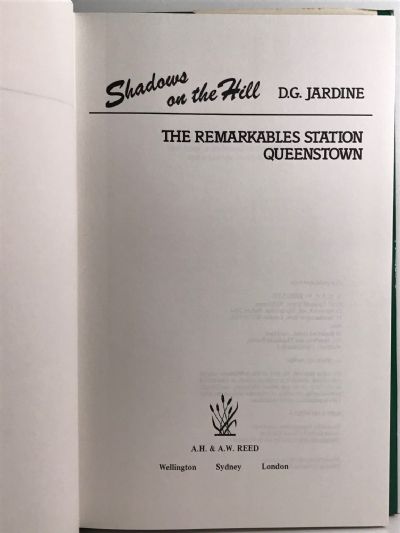 Shadows
on the Hill D.G. JARDINE
THE REMARKABLES STATION
QUEENSTOWN
A.H. & A.W. REED
Wellington Sydney London